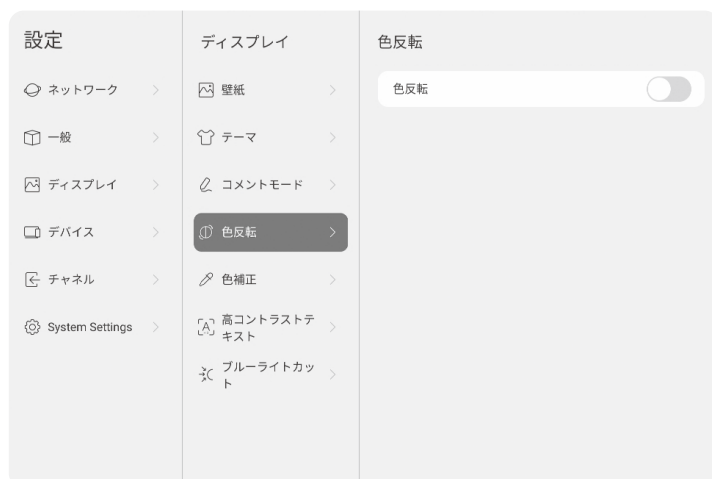 設定
ネットワーク
一般
ディスプレイ
デバイス
チャネル
System Settings
ディスプレイ
壁紙
テーマ
コメントモード
色反転
色補正
高コントラストテ
キスト
ブルーライトカッ
ト
色反転
色反転